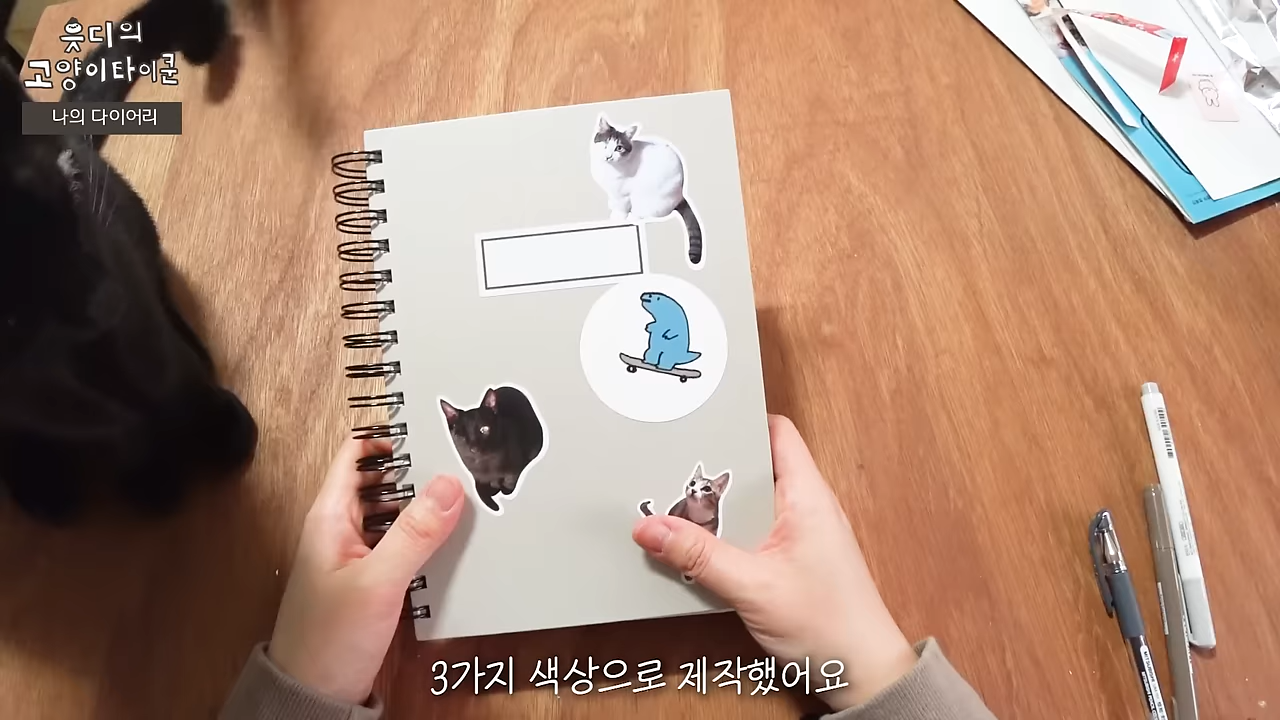 읏디의
고양이타이쿤
나의 다이어리
3가지 색상으로 제작했어요